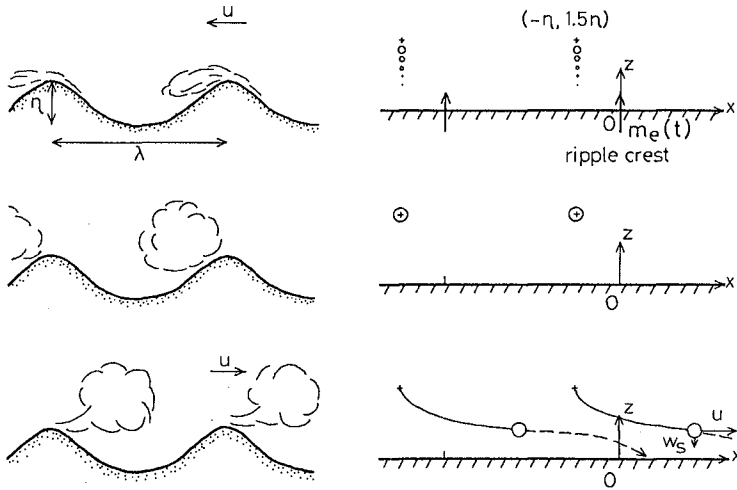 u
η
λ
(-η, 1.5η)
z
x
0
m_e(t)
ripple crest
z
x
0
u
z
u
w_s
x
0